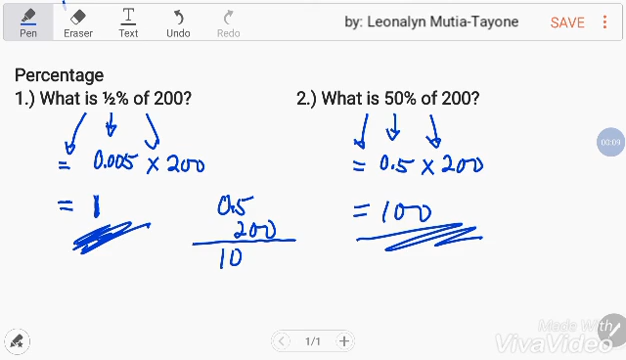 Pen Eraser Text Undo Redo
by: Leonalyn Mutia-Tayone SAVE
Percentage
1.) What is ½% of 200?
= 0.005 x 200
= 1
0.5
200
10
2.) What is 50% of 200?
= 0.5 x 200
= 100
00:09
1/1
Made With
VivaVideo